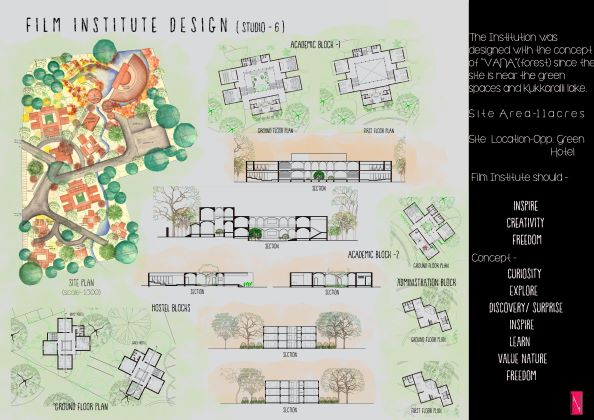 FILM INSTITUTE DESIGN (STUDIO - 6)
ACADEMIC BLOCK -1
GROUND FLOOR PLAN
FIRST FLOOR PLAN
SECTION
SECTION
ACADEMIC BLOCK -2
GROUND FLOOR PLAN
SITE PLAN
(scale- 1:500)
SECTION
SECTION
ADMINISTRATION BLOCK
HOSTEL BLOCKS
GROUND FLOOR PLAN
SECTION
GROUND FLOOR PLAN
SECTION
FIRST FLOOR PLAN
The Institution was
designed with the concept
of "VANA"(forest) since the
site is near the green
spaces and Kukkaralli lake.
Site Area-11acres
Site Location-Opp. Green
Hotel
Film Institute should -
INSPIRE
CREATIVITY
FREEDOM
Concept -
CURIOSITY
EXPLORE
DISCOVERY/ SURPRISE
INSPIRE
LEARN
VALUE NATURE
FREEDOM